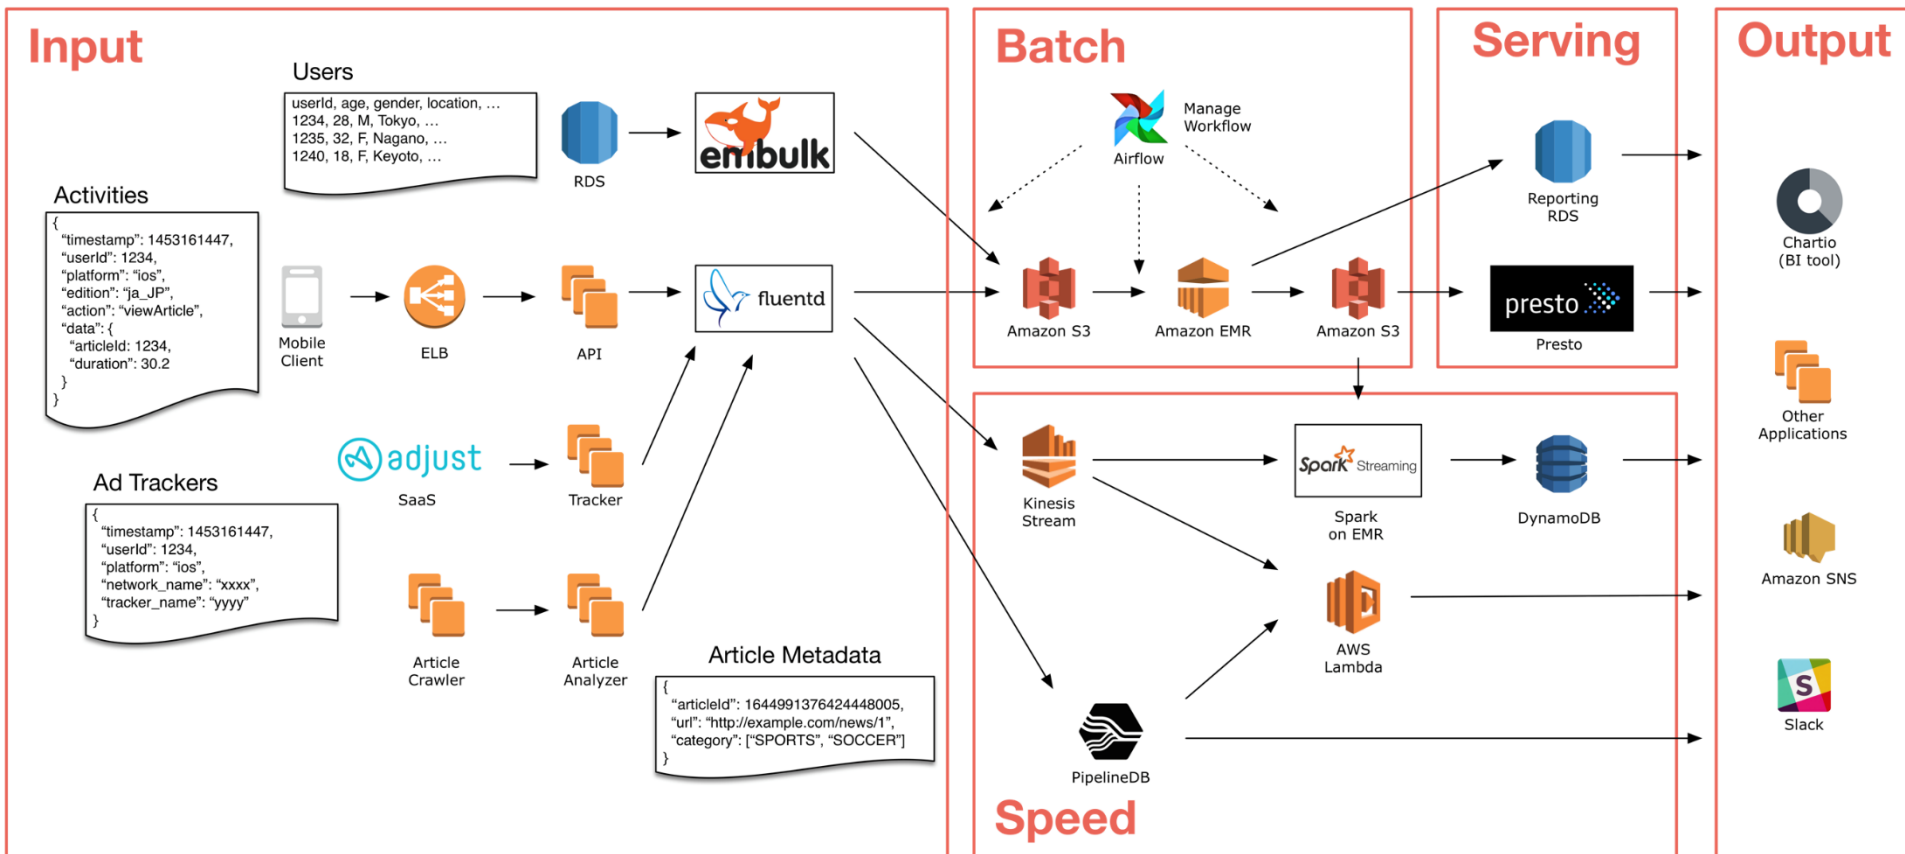 Input
Users
userId, age, gender, location, …
1234, 28, M, Tokyo, …
1235, 32, F, Nagano, …
1240, 18, F, Keyoto, …
RDS
embulk
Activities
{
“timestamp”: 1453161447,
“userId”: 1234,
“platform”: “ios”,
“edition”: “ja_JP”,
“action”: “viewArticle”,
“data”: {
“articleId: 1234,
“duration”: 30.2
}
}
Mobile
Client
ELB
API
fluentd
adjust
SaaS
Tracker
Ad Trackers
{
“timestamp”: 1453161447,
“userId”: 1234,
“platform”: “ios”,
“network_name”: “xxxx”,
“tracker_name”: “yyyy”
}
Article
Crawler
Article
Analyzer
Article Metadata
{
“articleId”: 1644991376424448005,
“url”: “http://example.com/news/1”,
“category”: [“SPORTS”, “SOCCER”]
}
Batch
Manage
Workflow
Airflow
Amazon S3
Amazon EMR
Amazon S3
Serving
Reporting
RDS
presto
Presto
Speed
Kinesis
Stream
Spark Streaming
Spark
on EMR
DynamoDB
AWS
Lambda
PipelineDB
Output
Chartio
(BI tool)
Other
Applications
Amazon SNS
S
Slack